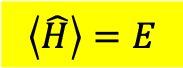 ⟨Ĥ⟩ = E